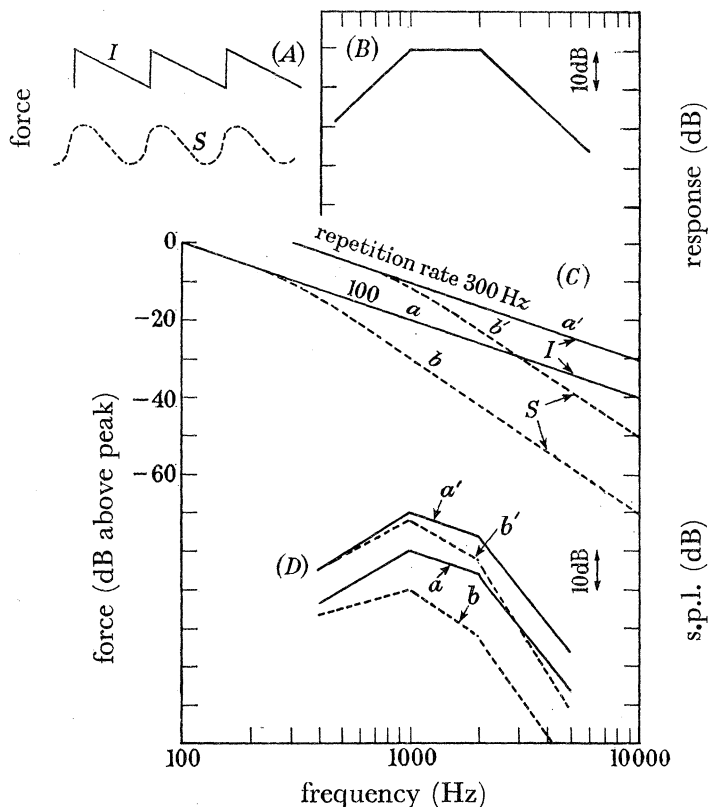 (A)
I
S
force
(B)
10dB
response (dB)
0
−20
−40
−60
force (dB above peak)
repetition rate 300 Hz
100
a
b
b'
a'
I
S
(C)
(D)
a'
b'
a
b
10dB
s.p.l. (dB)
100
1000
10000
frequency (Hz)